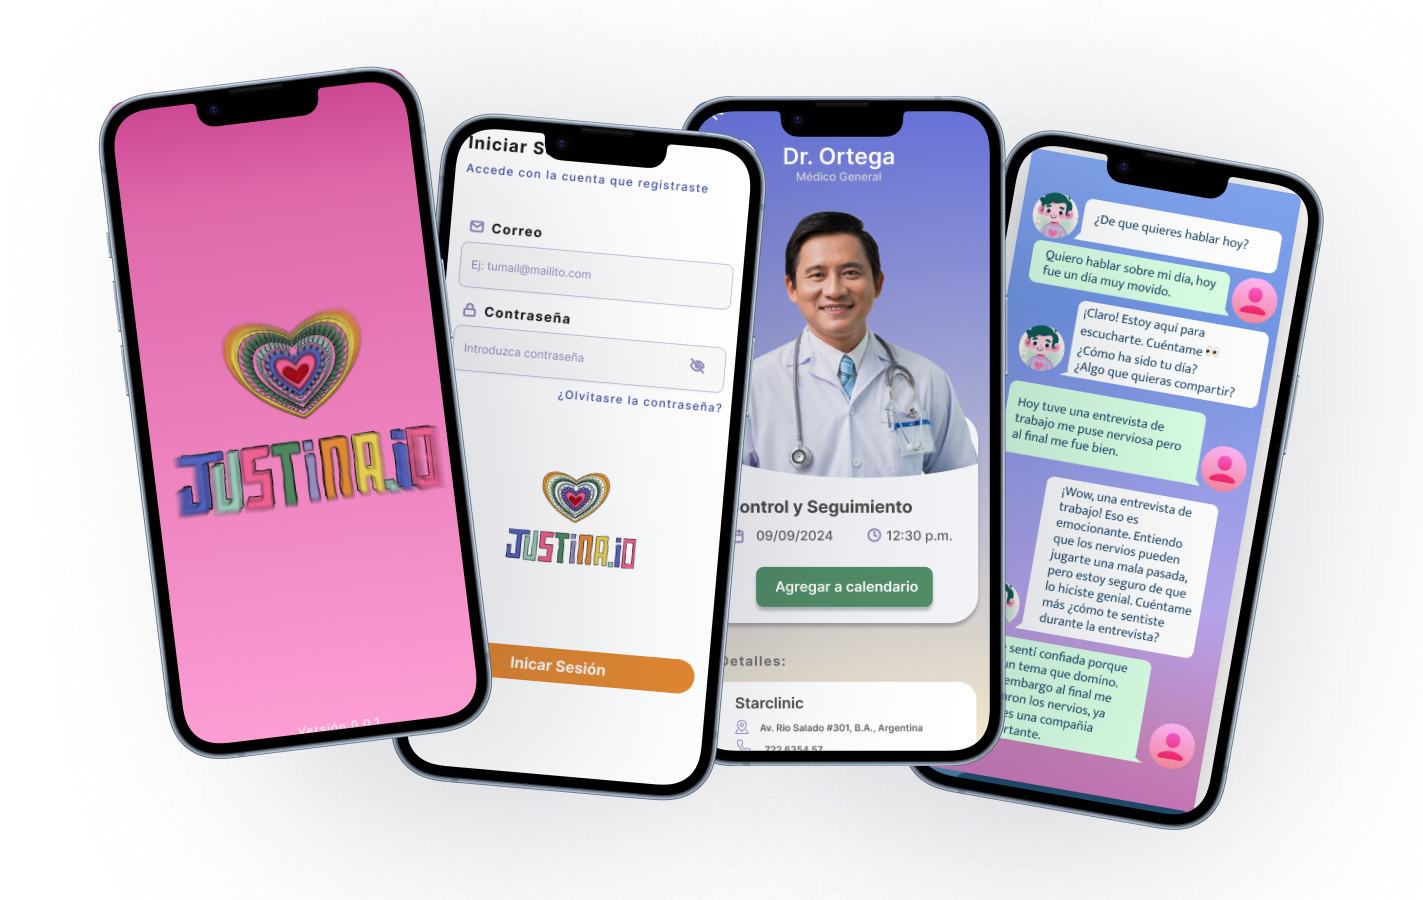 JUSTINA.iO
Versión 0.0.1
Iniciar S
Accede con la cuenta que registraste
Correo
Ej: tumail@mailito.com
Contraseña
Introduzca contraseña
¿Olvitasre la contraseña?
JUSTINA.iO
Inicar Sesión
Dr. Ortega
Médico General
ontrol y Seguimiento
09/09/2024 12:30 p.m.
Agregar a calendario
Detalles:
Starclinic
Av. Rio Salado #301, B.A., Argentina
722 6354 57
¿De que quieres hablar hoy?
Quiero hablar sobre mi día, hoy
fue un día muy movido.
¡Claro! Estoy aquí para
escucharte. Cuéntame 👀
¿Cómo ha sido tu día?
¿Algo que quieras compartir?
Hoy tuve una entrevista de
trabajo me puse nerviosa pero
al final me fue bien.
¡Wow, una entrevista de
trabajo! Eso es
emocionante. Entiendo
que los nervios pueden
jugarte una mala pasada,
pero estoy seguro de que
lo hiciste genial. Cuéntame
más ¿cómo te sentiste
durante la entrevista?
sentí confiada porque
un tema que domino.
embargo al final me
aron los nervios, ya
es una compañia
rtante.